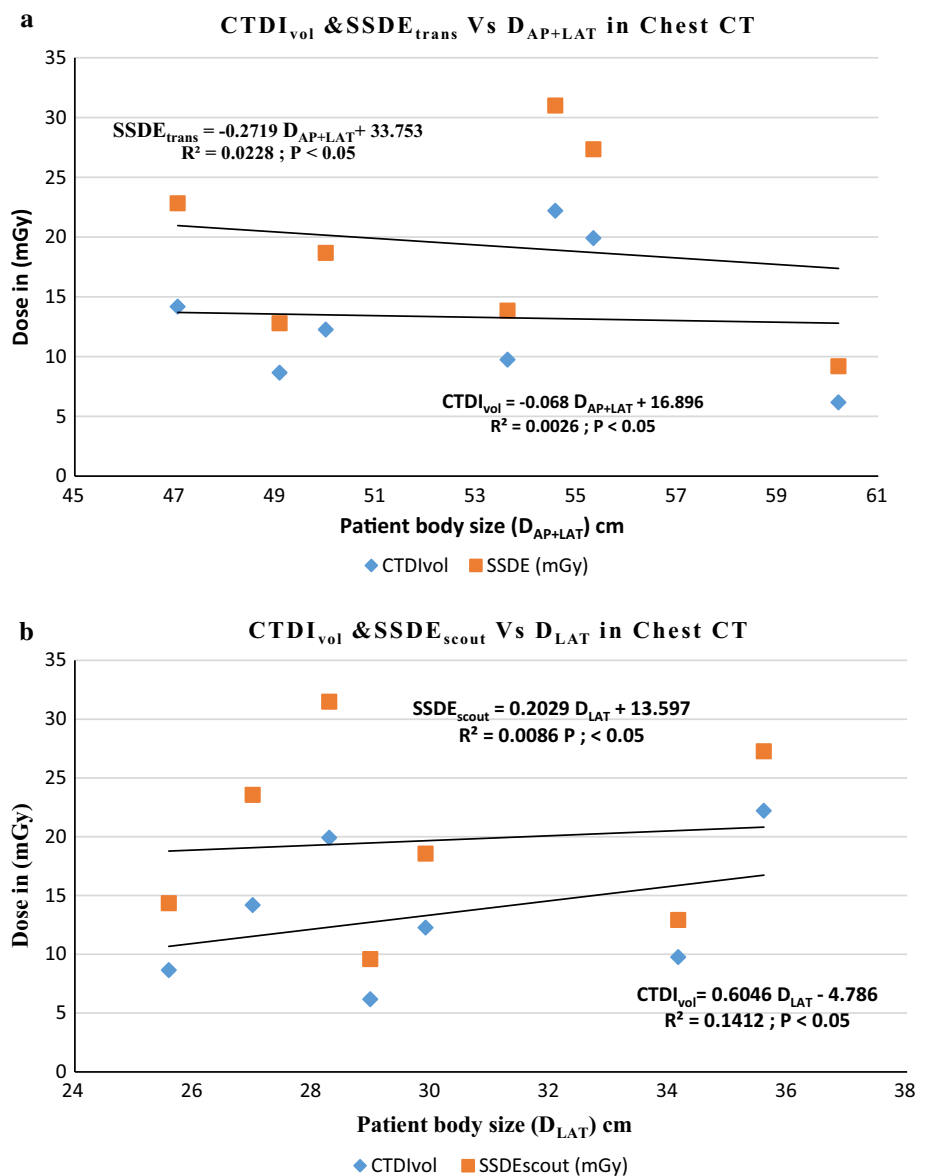 a
CTDIvol &SSDEtrans Vs DAP+LAT in Chest CT
35
30
25
20
15
10
5
0
SSDEtrans = -0.2719 DAP+LAT+ 33.753
R² = 0.0228 ; P < 0.05
CTDIvol = -0.068 DAP+LAT + 16.896
R² = 0.0026 ; P < 0.05
Dose in (mGy)
45 47 49 51 53 55 57 59 61
Patient body size (DAP+LAT) cm
CTDIvol SSDE (mGy)
b
CTDIvol &SSDEscout Vs DLAT in Chest CT
35
30
25
20
15
10
5
0
SSDEscout = 0.2029 DLAT + 13.597
R² = 0.0086 P ; < 0.05
CTDIvol= 0.6046 DLAT - 4.786
R² = 0.1412 ; P < 0.05
Dose in (mGy)
24 26 28 30 32 34 36 38
Patient body size (DLAT) cm
CTDIvol SSDEscout (mGy)